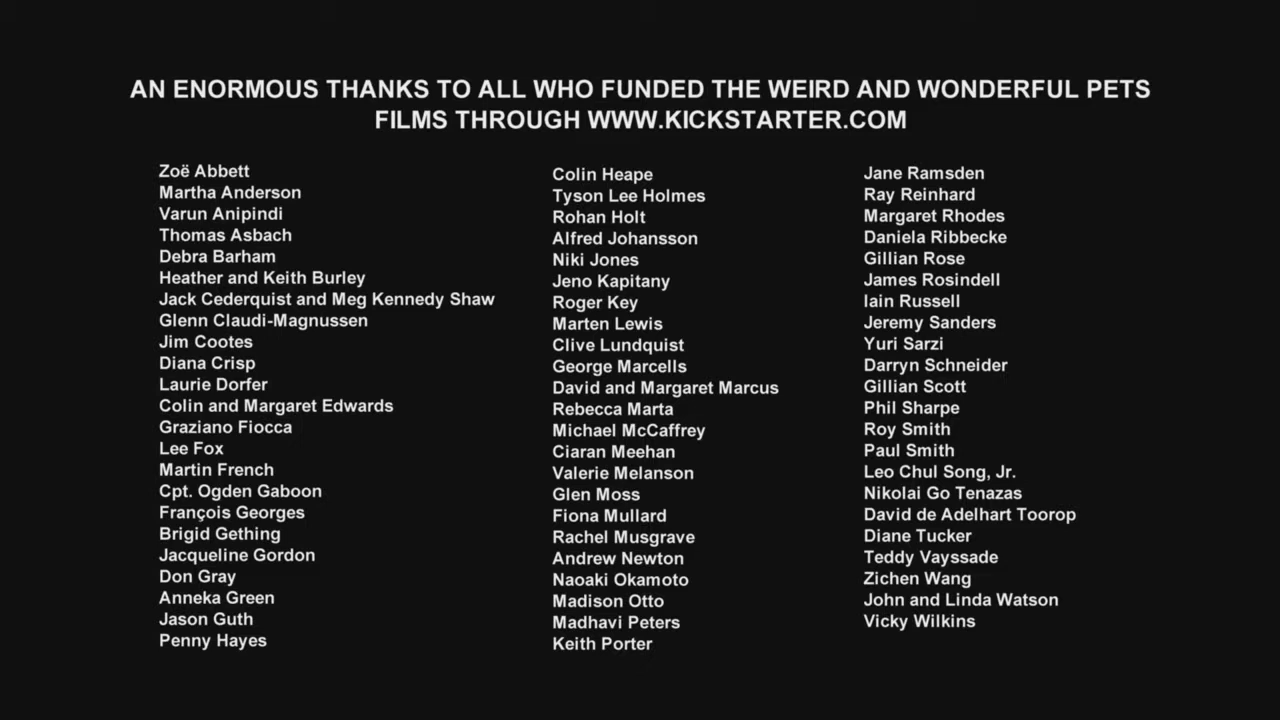 AN ENORMOUS THANKS TO ALL WHO FUNDED THE WEIRD AND WONDERFUL PETS
FILMS THROUGH WWW.KICKSTARTER.COM
Zoë Abbett
Martha Anderson
Varun Anipindi
Thomas Asbach
Debra Barham
Heather and Keith Burley
Jack Cederquist and Meg Kennedy Shaw
Glenn Claudi-Magnussen
Jim Cootes
Diana Crisp
Laurie Dorfer
Colin and Margaret Edwards
Graziano Fiocca
Lee Fox
Martin French
Cpt. Ogden Gaboon
François Georges
Brigid Gething
Jacqueline Gordon
Don Gray
Anneka Green
Jason Guth
Penny Hayes
Colin Heape
Tyson Lee Holmes
Rohan Holt
Alfred Johansson
Niki Jones
Jeno Kapitany
Roger Key
Marten Lewis
Clive Lundquist
George Marcells
David and Margaret Marcus
Rebecca Marta
Michael McCaffrey
Ciaran Meehan
Valerie Melanson
Glen Moss
Fiona Mullard
Rachel Musgrave
Andrew Newton
Naoaki Okamoto
Madison Otto
Madhavi Peters
Keith Porter
Jane Ramsden
Ray Reinhard
Margaret Rhodes
Daniela Ribbecke
Gillian Rose
James Rosindell
Iain Russell
Jeremy Sanders
Yuri Sarzi
Darryn Schneider
Gillian Scott
Phil Sharpe
Roy Smith
Paul Smith
Leo Chul Song, Jr.
Nikolai Go Tenazas
David de Adelhart Toorop
Diane Tucker
Teddy Vayssade
Zichen Wang
John and Linda Watson
Vicky Wilkins